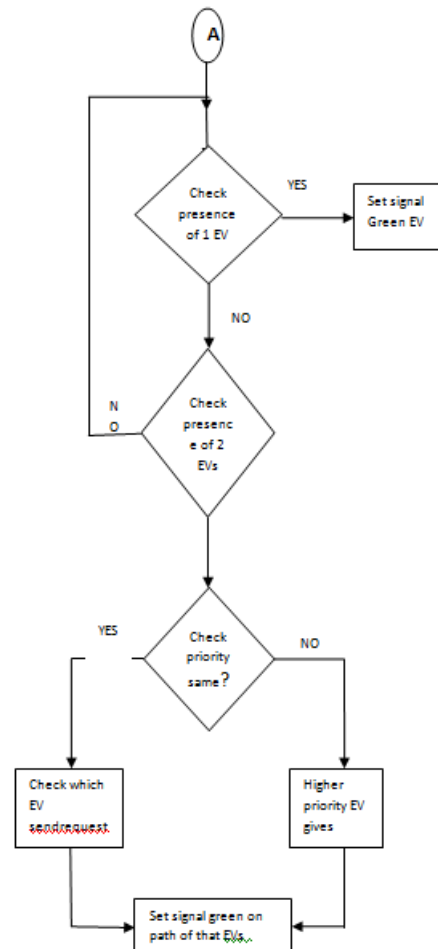 A
Check
presence
of 1 EV
YES
Set signal
Green EV
NO
N
O
Check
presenc
e of 2
EVs
YES
Check
priority
same?
NO
Check which
EV
sendrequest
Higher
priority EV
gives
Set signal green on
path of that EVs